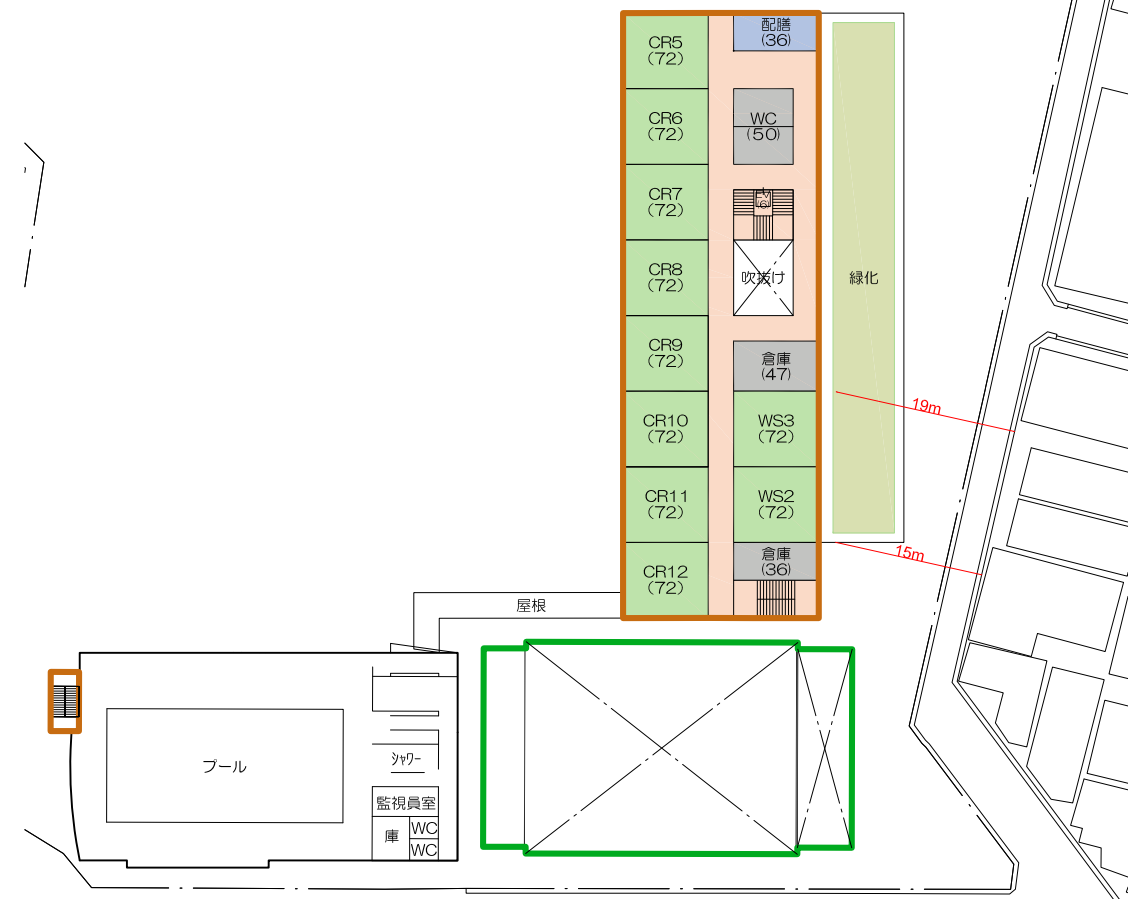 CR5
(72)
配膳
(36)
CR6
(72)
WC
(50)
CR7
(72)
EV
(6)
CR8
(72)
吹抜け
緑化
CR9
(72)
倉庫
(47)
19m
CR10
(72)
WS3
(72)
CR11
(72)
WS2
(72)
15m
CR12
(72)
倉庫
(36)
屋根
プール
シャワー
監視員室
庫
WC
WC